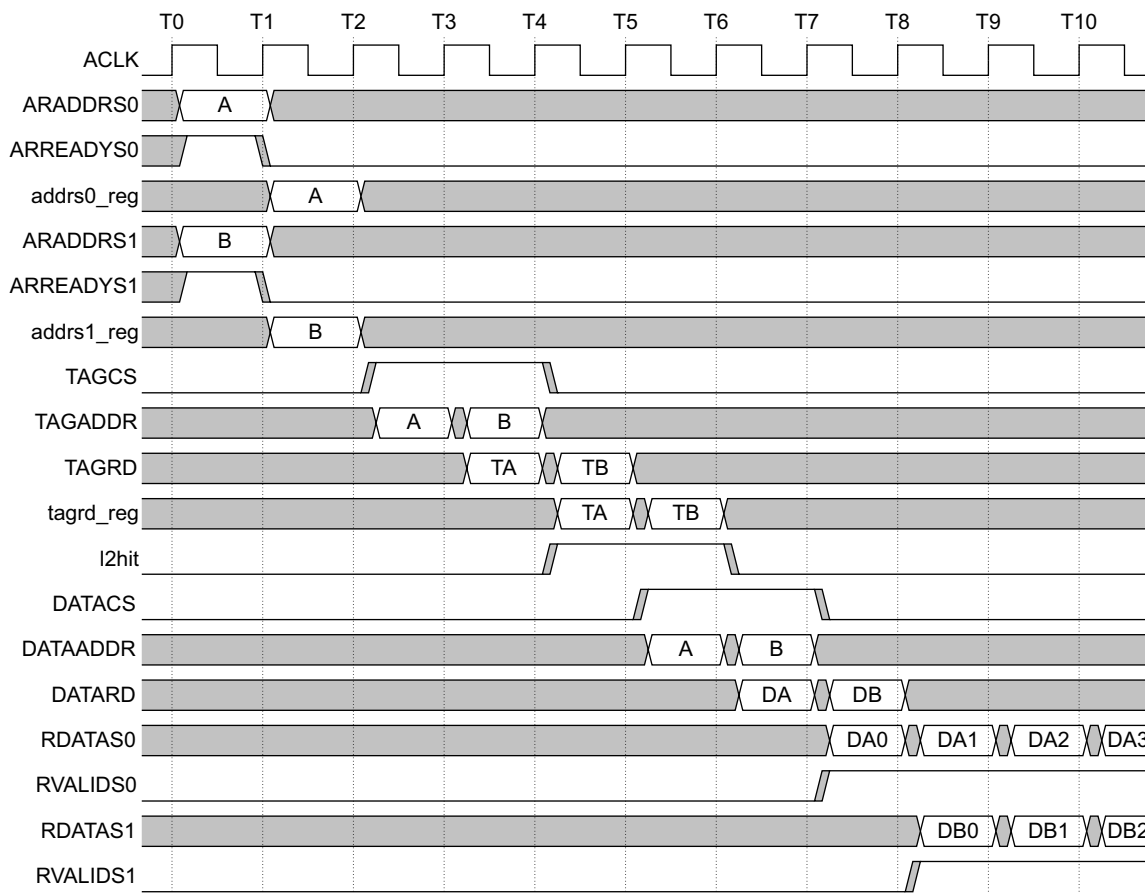 T0 T1 T2 T3 T4 T5 T6 T7 T8 T9 T10
ACLK
ARADDRS0 A
ARREADYS0
addrs0_reg A
ARADDRS1 B
ARREADYS1
addrs1_reg B
TAGCS
TAGADDR A B
TAGRD TA TB
tagrd_reg TA TB
l2hit
DATACS
DATAADDR A B
DATARD DA DB
RDATAS0 DA0 DA1 DA2 DA3
RVALIDS0
RDATAS1 DB0 DB1 DB2
RVALIDS1